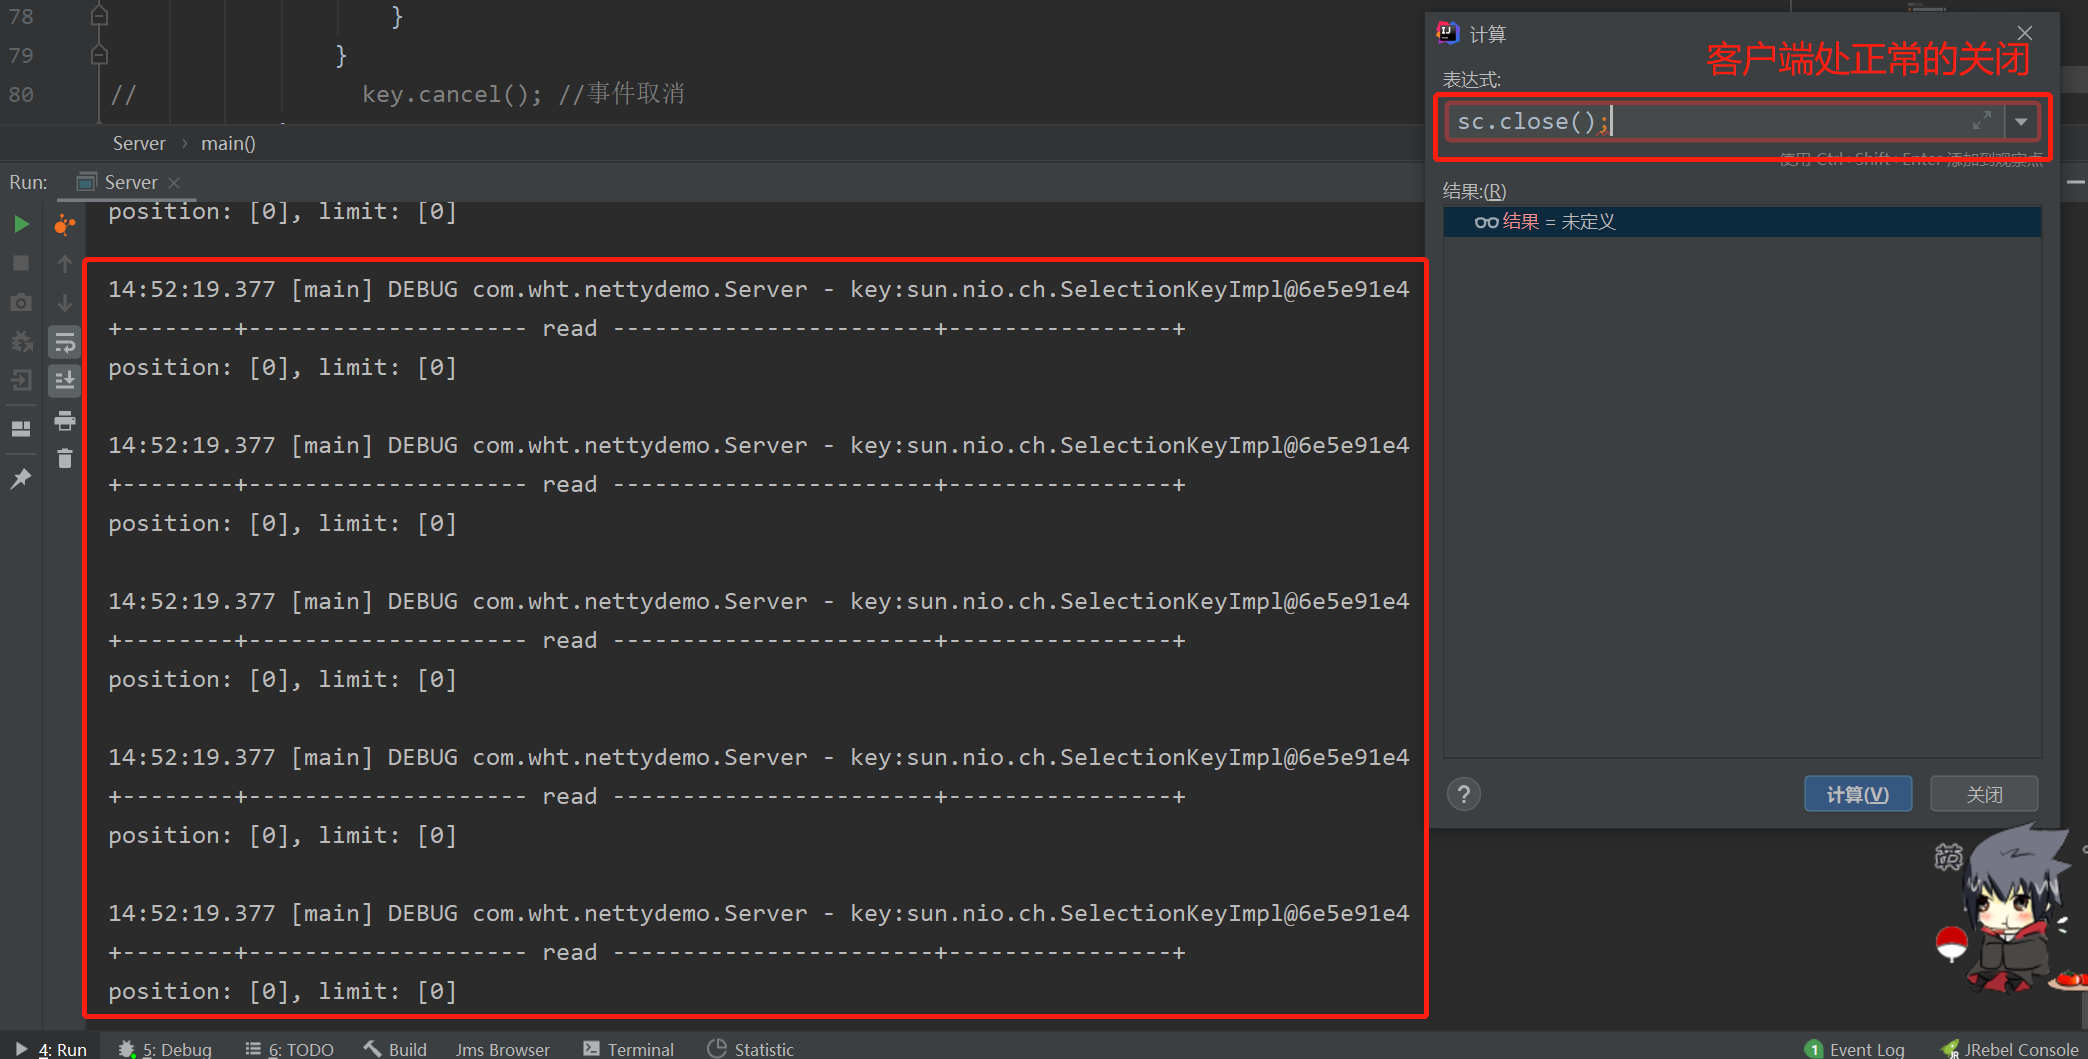 78 }
79 }
80 // key.cancel(); //事件取消
Server › main()
Run: Server
position: [0], limit: [0]
14:52:19.377 [main] DEBUG com.wht.nettydemo.Server - key:sun.nio.ch.SelectionKeyImpl@6e5e91e4
+--------+-------------------- read -----------------------+----------------+
position: [0], limit: [0]
14:52:19.377 [main] DEBUG com.wht.nettydemo.Server - key:sun.nio.ch.SelectionKeyImpl@6e5e91e4
+--------+-------------------- read -----------------------+----------------+
position: [0], limit: [0]
14:52:19.377 [main] DEBUG com.wht.nettydemo.Server - key:sun.nio.ch.SelectionKeyImpl@6e5e91e4
+--------+-------------------- read -----------------------+----------------+
position: [0], limit: [0]
14:52:19.377 [main] DEBUG com.wht.nettydemo.Server - key:sun.nio.ch.SelectionKeyImpl@6e5e91e4
+--------+-------------------- read -----------------------+----------------+
position: [0], limit: [0]
14:52:19.377 [main] DEBUG com.wht.nettydemo.Server - key:sun.nio.ch.SelectionKeyImpl@6e5e91e4
+--------+-------------------- read -----------------------+----------------+
position: [0], limit: [0]
计算
客户端处正常的关闭
表达式:
sc.close();
使用 Ctrl+Shift+Enter 添加到观察点
结果:(R)
结果 = 未定义
?
计算(V) 关闭
英
4: Run 5: Debug 6: TODO Build Jms Browser Terminal Statistic 1 Event Log JRebel Console